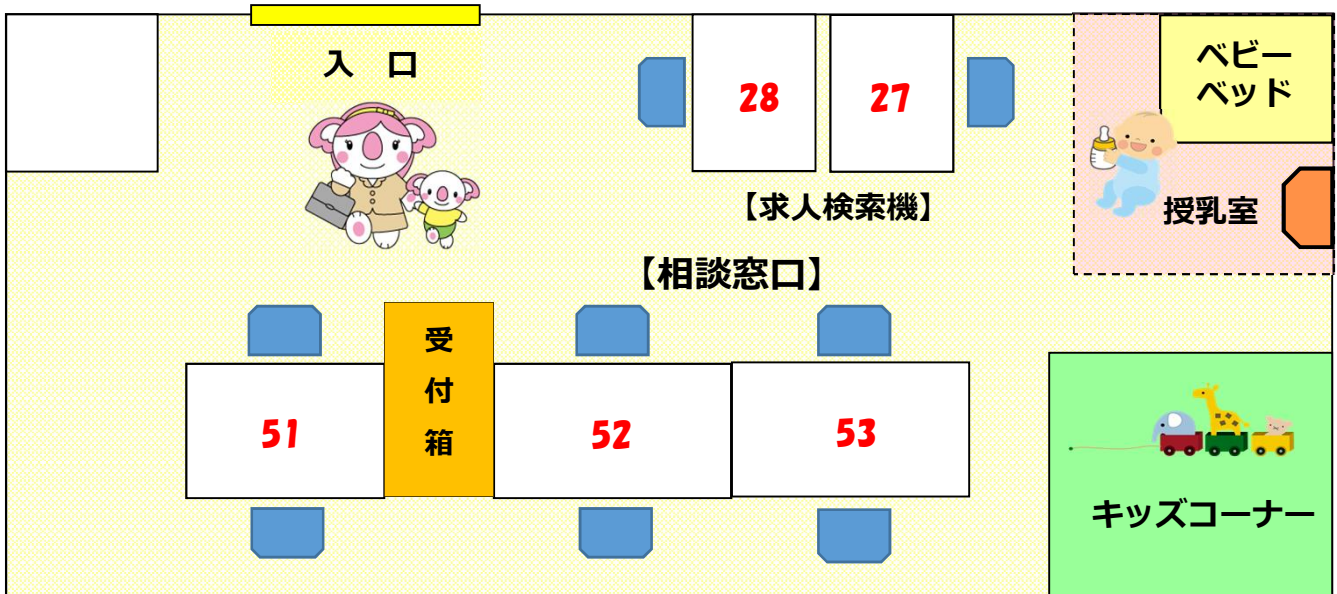 入　口
28
27
ベビー
ベッド
【求人検索機】
授乳室
【相談窓口】
受
付
箱
51
52
53
キッズコーナー